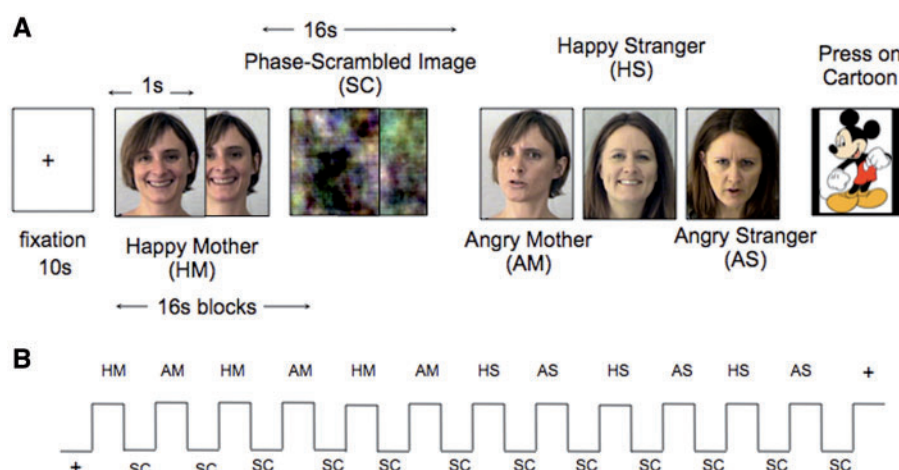 A
16s
Phase-Scrambled Image
(SC)
Happy Stranger
(HS)
Press on
Cartoon
1s
+
fixation
10s
Happy Mother
(HM)
16s blocks
Angry Mother
(AM)
Angry Stranger
(AS)
B
HM AM HM AM HM AM HS AS HS AS HS AS +
+ SC SC SC SC SC SC SC SC SC SC SC SC